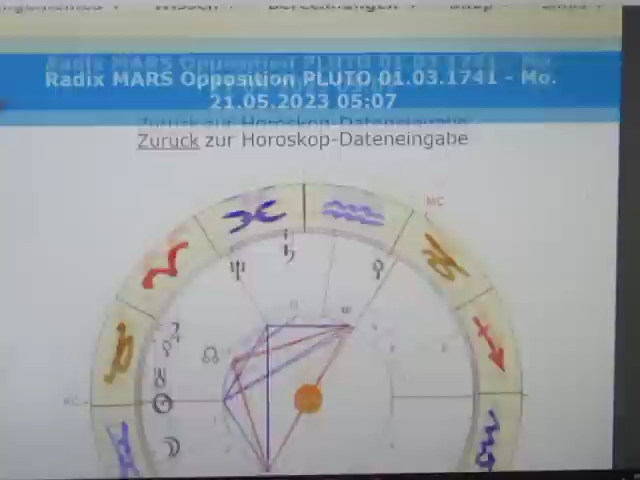 Radix MARS Opposition PLUTO 01.03.1741 - Mo.
21.05.2023 05:07
Zurück zur Horoskop-Dateneingabe
MC